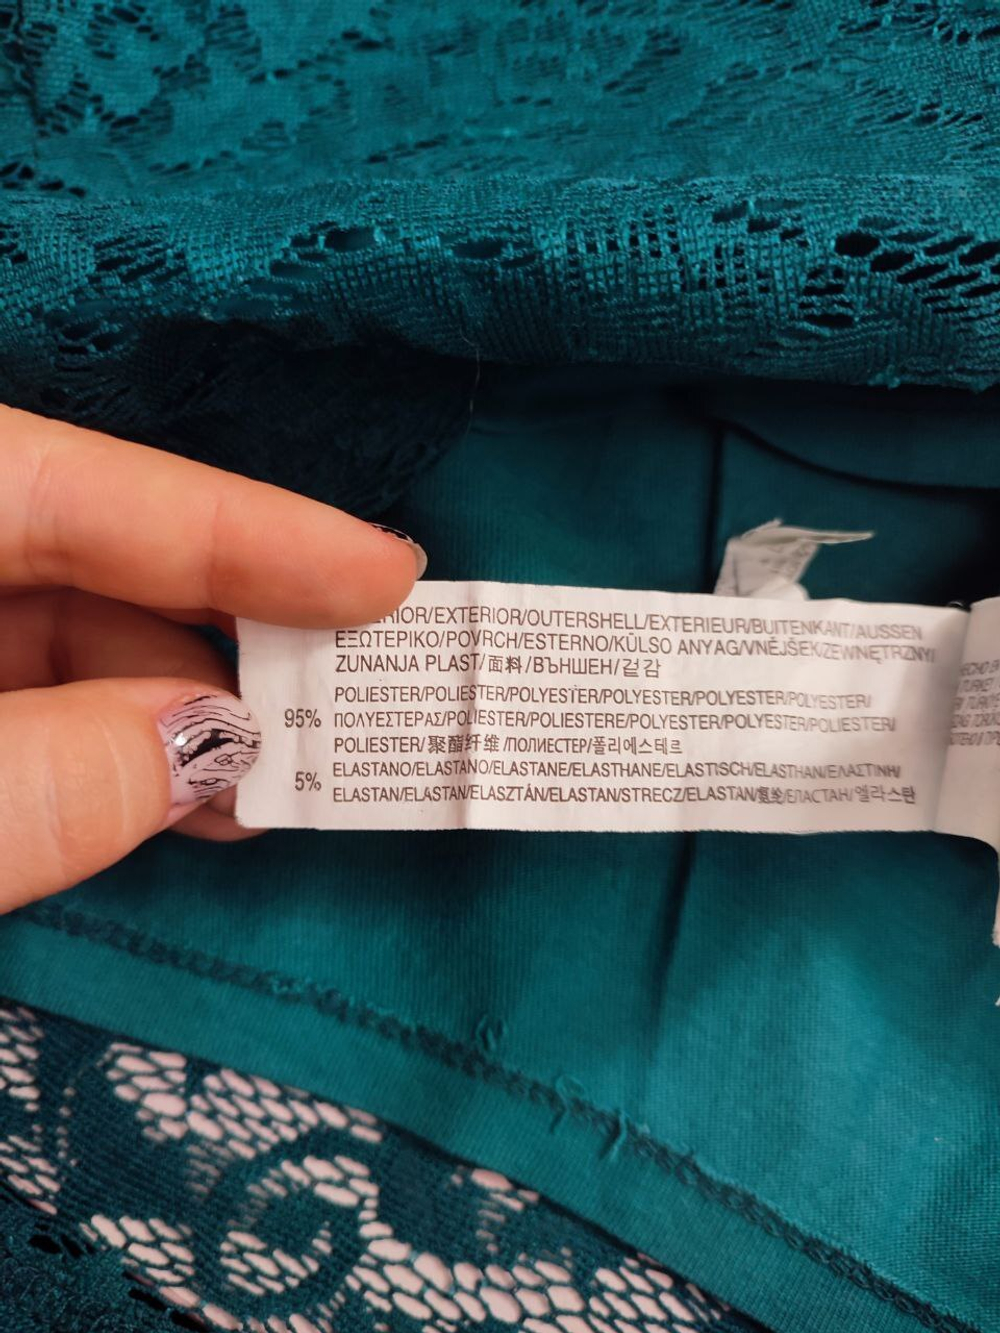 EXTERIOR/OUTERSHELL/EXTERIEUR/BUITENKANT/AUSSEN
ΕΞΩΤΕΡΙΚΟ/POVRCH/ESTERNO/KÜLSO ANYAG/VNĚJŠEK/ZEWNĘTRZNY/
ZUNANJA PLAST/面料/ВЪНШЕН/겉감
POLIESTER/POLIESTER/POLYESTER/POLYESTER/POLYESTER/POLYESTER/
95% ΠΟΛΥΕΣΤΕΡΑΣ/POLIESTER/POLIESTERE/POLYESTER/POLYESTER/POLIESTER/
POLIESTER/聚酯纤维/ПОЛИЕСТЕР/폴리에스테르
5% ELASTANO/ELASTANO/ELASTANE/ELASTHANE/ELASTISCH/ELASTHAN/ΕΛΑΣΤΙΝΗ/
ELASTAN/ELASTAN/ELASZTÁN/ELASTAN/STRECZ/ELASTAN/氨纶/ЕЛАСТАН/엘라스탄